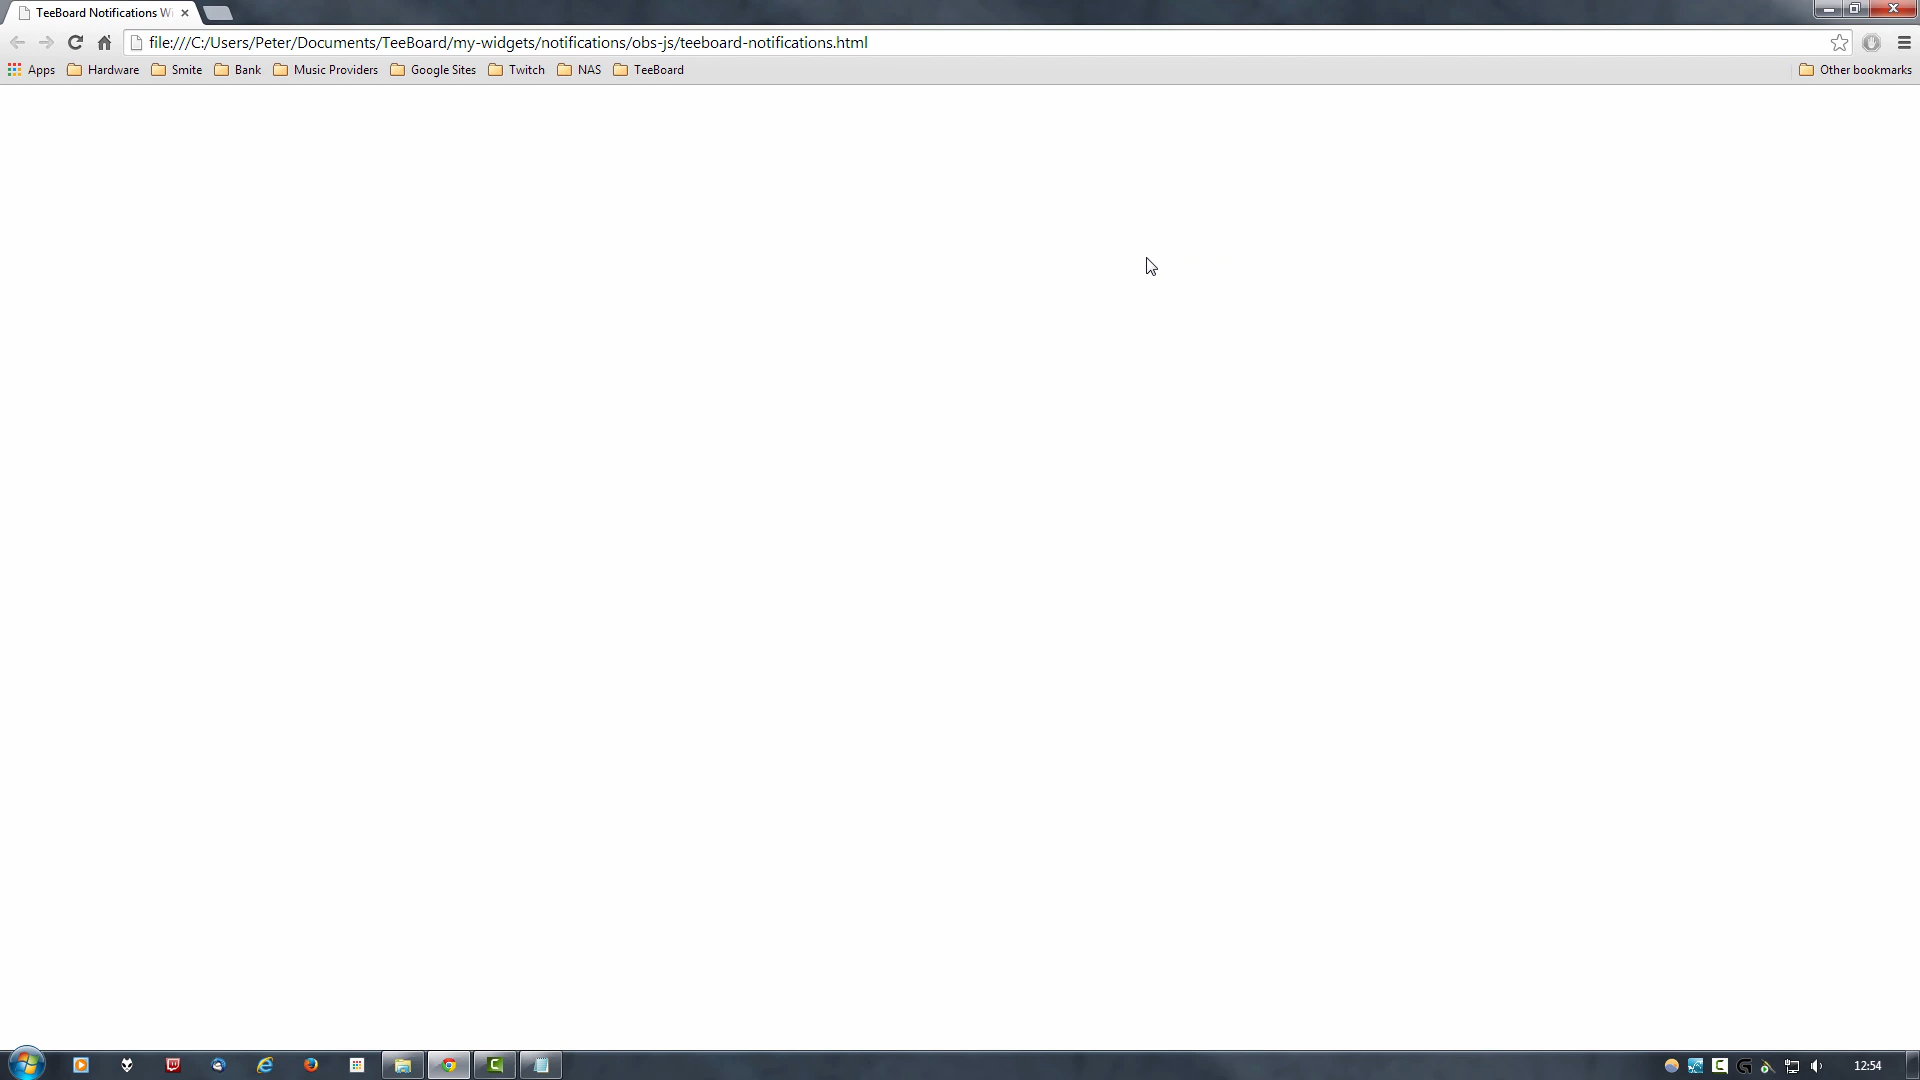 TeeBoard Notifications Wi
file:///C:/Users/Peter/Documents/TeeBoard/my-widgets/notifications/obs-js/teeboard-notifications.html
Apps Hardware Smite Bank Music Providers Google Sites Twitch NAS TeeBoard Other bookmarks
12:54